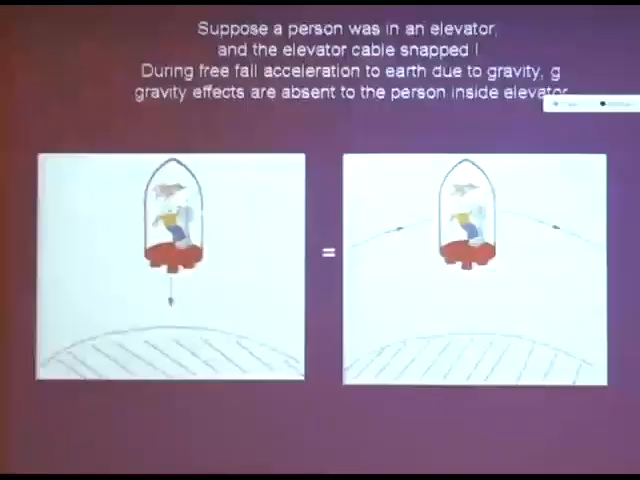 Suppose a person was in an elevator,
and the elevator cable snapped !
During free fall acceleration to earth due to gravity, g
gravity effects are absent to the person inside elevator
=